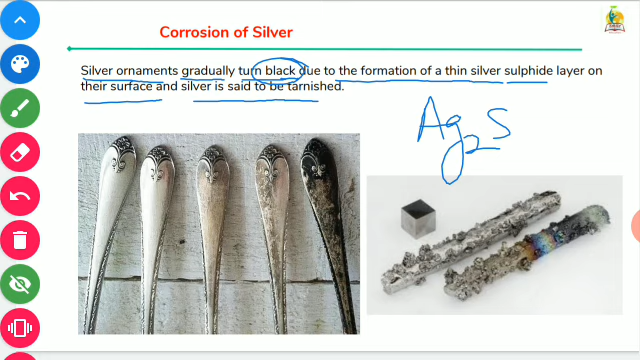 Corrosion of Silver
Silver ornaments gradually turn black due to the formation of a thin silver sulphide layer on
their surface and silver is said to be tarnished.
Ag2S